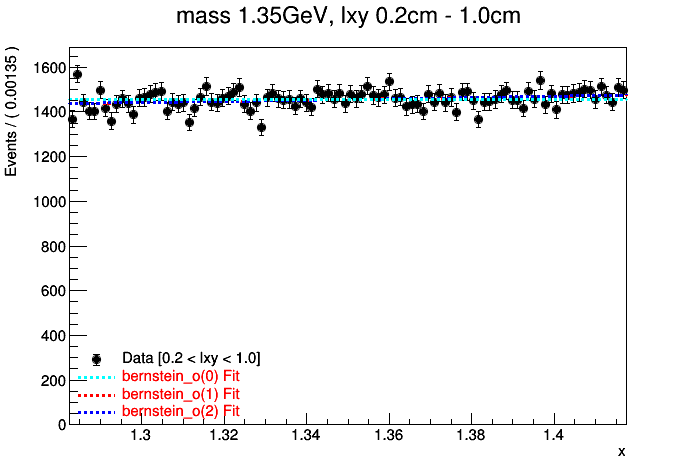 mass 1.35GeV, lxy 0.2cm - 1.0cm
Events / ( 0.00135 )
1600
1400
1200
1000
800
600
400
200
0
Data [0.2 < lxy < 1.0]
bernstein_o(0) Fit
bernstein_o(1) Fit
bernstein_o(2) Fit
1.3 1.32 1.34 1.36 1.38 1.4
x